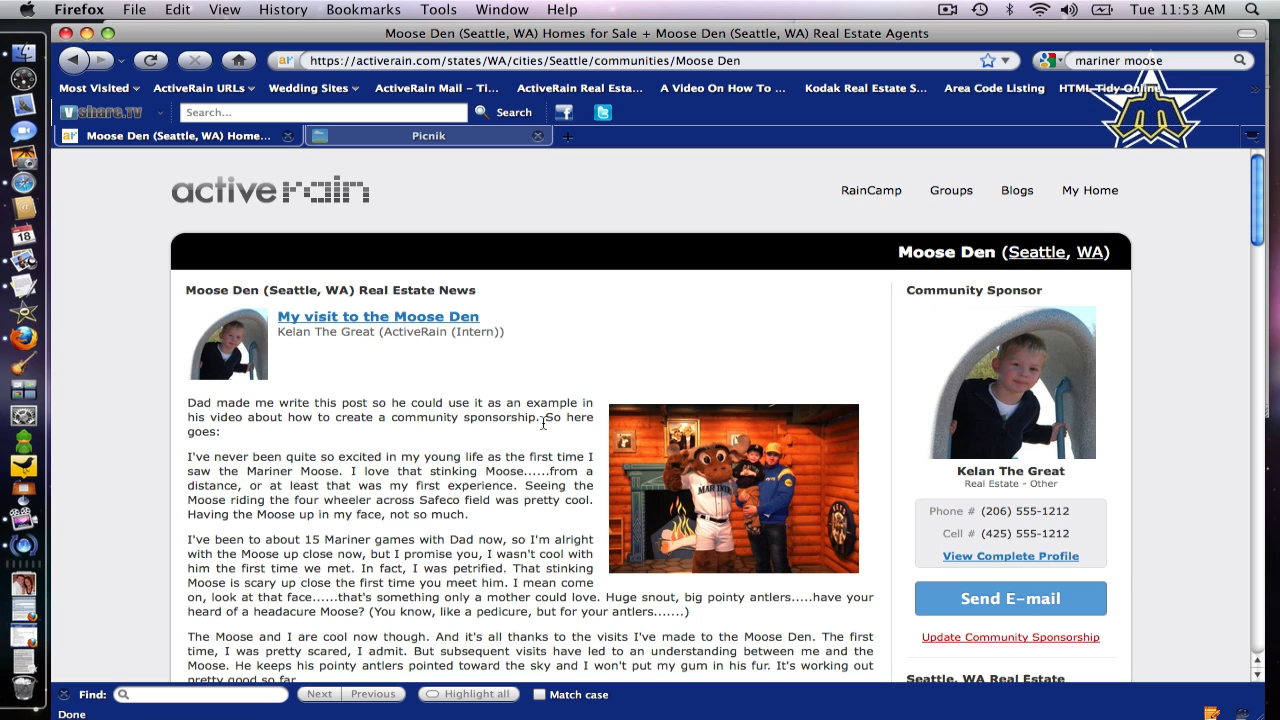 Firefox File Edit View History Bookmarks Tools Window Help Tue 11:53 AM
Moose Den (Seattle, WA) Homes for Sale + Moose Den (Seattle, WA) Real Estate Agents
ar https://activerain.com/states/WA/cities/Seattle/communities/Moose Den mariner moose
Most Visited ActiveRain URLs Wedding Sites ActiveRain Mail – Ti... ActiveRain Real Esta... A Video On How To ... Kodak Real Estate S... Area Code Listing HTML Tidy Online
Vshare.tv Search... Search
ar Moose Den (Seattle, WA) Home... Picnik
active rain RainCamp Groups Blogs My Home
Moose Den (Seattle, WA)
Moose Den (Seattle, WA) Real Estate News
My visit to the Moose Den
Kelan The Great (ActiveRain (Intern))
Dad made me write this post so he could use it as an example in
his video about how to create a community sponsorship. So here
goes:
I've never been quite so excited in my young life as the first time I
saw the Mariner Moose. I love that stinking Moose......from a
distance, or at least that was my first experience. Seeing the
Moose riding the four wheeler across Safeco field was pretty cool.
Having the Moose up in my face, not so much.
I've been to about 15 Mariner games with Dad now, so I'm alright
with the Moose up close now, but I promise you, I wasn't cool with
him the first time we met. In fact, I was petrified. That stinking
Moose is scary up close the first time you meet him. I mean come
on, look at that face......that's something only a mother could love. Huge snout, big pointy antlers.....have your
heard of a headacure Moose? (You know, like a pedicure, but for your antlers.......)
The Moose and I are cool now though. And it's all thanks to the visits I've made to the Moose Den. The first
time, I was pretty scared, I admit. But subsequent visits have led to an understanding between me and the
Moose. He keeps his pointy antlers pointed toward the sky and I won't put my gum in his fur. It's working out
pretty good so far.
MARINERS
Community Sponsor
Kelan The Great
Real Estate - Other
Phone # (206) 555-1212
Cell # (425) 555-1212
View Complete Profile
Send E-mail
Update Community Sponsorship
Seattle, WA Real Estate
18
Find: Next Previous Highlight all Match case
Done